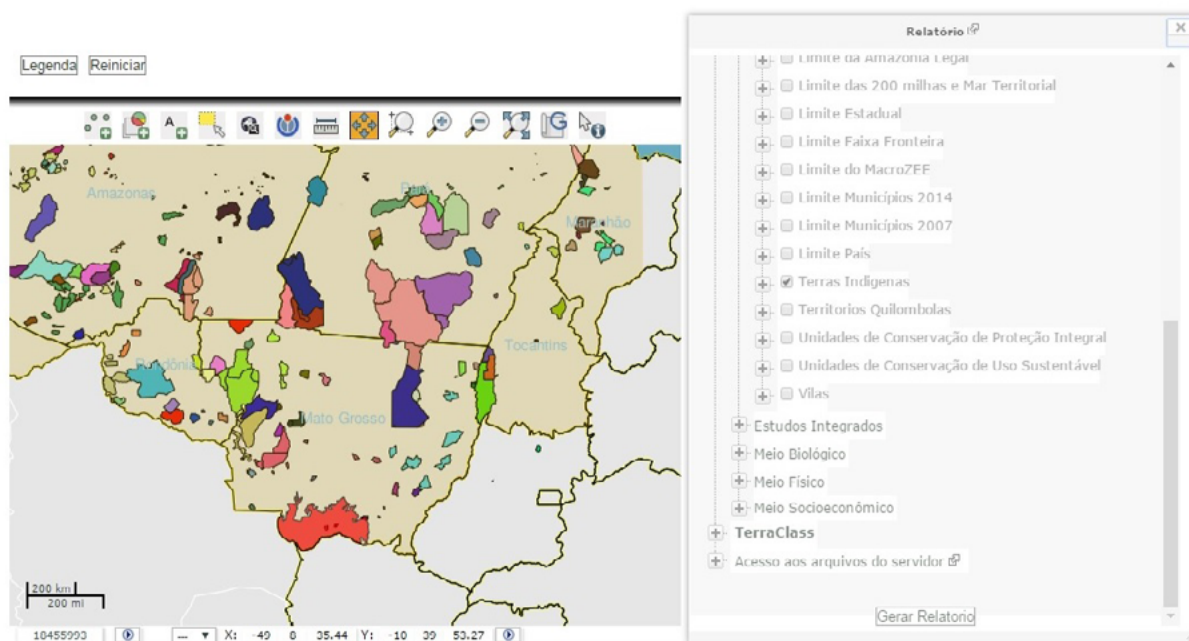 Legenda Reiniciar
Amazonas
Pará
Maranhão
Tocantins
Rondônia
Mato Grosso
200 km
200 mi
10455993 --- ▼ X: -49 0 35.44 Y: -10 39 53.27
Relatório
Limite da Amazônia Legal
Limite das 200 milhas e Mar Territorial
Limite Estadual
Limite Faixa Fronteira
Limite do MacroZEE
Limite Municípios 2014
Limite Municípios 2007
Limite País
Terras Indigenas
Territorios Quilombolas
Unidades de Conservação de Proteção Integral
Unidades de Conservação de Uso Sustentável
Vilas
Estudos Integrados
Meio Biológico
Meio Físico
Meio Socioeconômico
TerraClass
Acesso aos arquivos do servidor
Gerar Relatorio